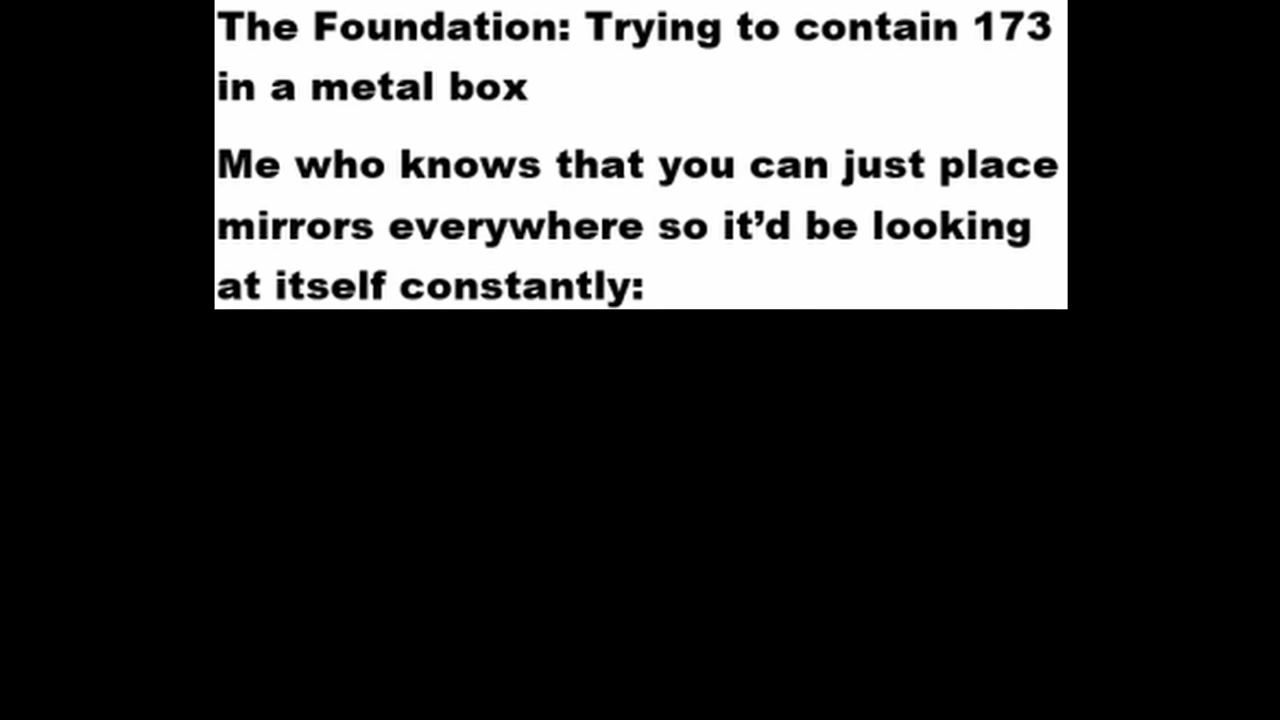 The Foundation: Trying to contain 173
in a metal box
Me who knows that you can just place
mirrors everywhere so it’d be looking
at itself constantly: